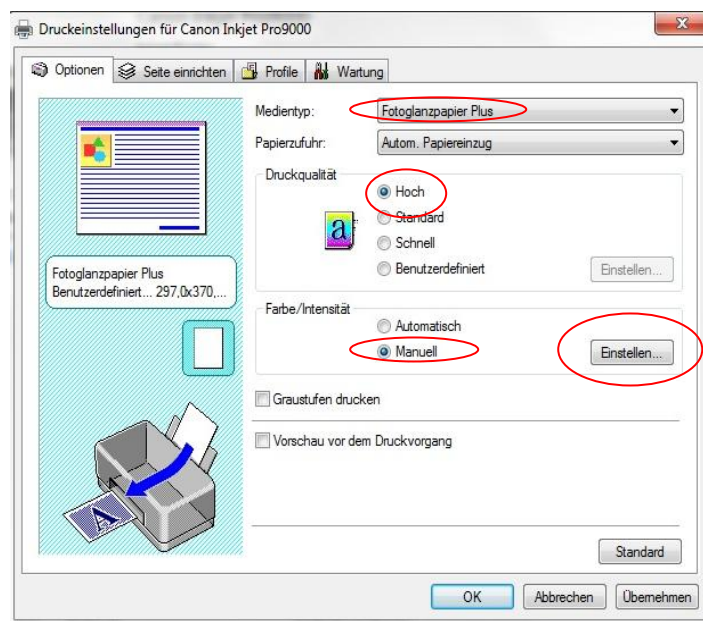 Druckeinstellungen für Canon Inkjet Pro9000
Optionen
Seite einrichten
Profile
Wartung
Medientyp:
Fotoglanzpapier Plus
Papierzufuhr:
Autom. Papiereinzug
Druckqualität
Hoch
Standard
a
Schnell
Benutzerdefiniert
Einstellen...
Fotoglanzpapier Plus
Benutzerdefiniert... 297,0x370,...
Farbe/Intensität
Automatisch
Manuell
Einstellen...
Graustufen drucken
Vorschau vor dem Druckvorgang
A
Standard
OK
Abbrechen
Übernehmen